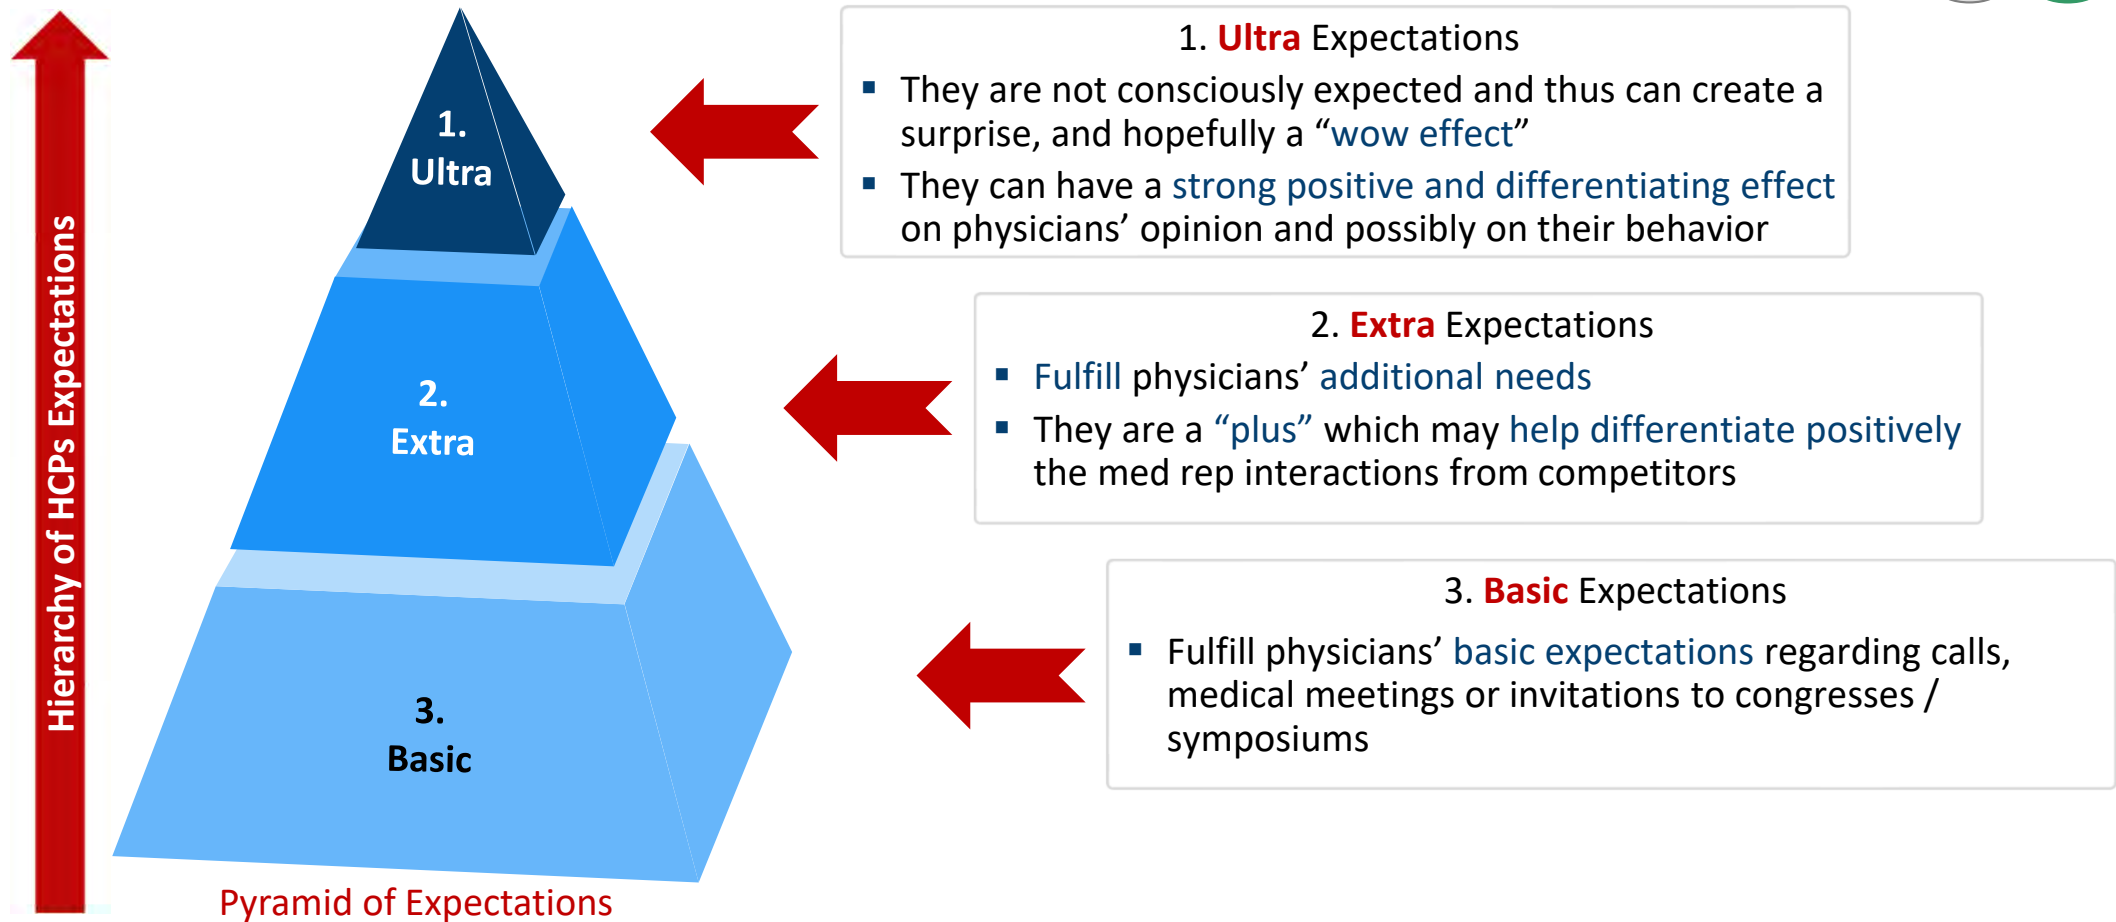 Hierarchy of HCPs Expectations
1.
Ultra
2.
Extra
3.
Basic
Pyramid of Expectations
1. Ultra Expectations
▪ They are not consciously expected and thus can create a
surprise, and hopefully a “wow effect”
▪ They can have a strong positive and differentiating effect
on physicians’ opinion and possibly on their behavior
2. Extra Expectations
▪ Fulfill physicians’ additional needs
▪ They are a “plus” which may help differentiate positively
the med rep interactions from competitors
3. Basic Expectations
▪ Fulfill physicians’ basic expectations regarding calls,
medical meetings or invitations to congresses /
symposiums